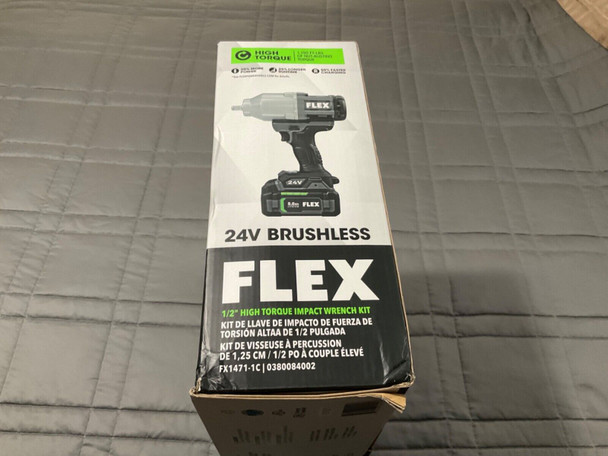 HIGH
TORQUE
FLEX
24V
5.0Ah FLEX
24V BRUSHLESS
FLEX
1/2" HIGH TORQUE IMPACT WRENCH KIT
KIT DE LLAVE DE IMPACTO DE FUERZA DE
TORSIÓN ALTAA DE 1/2 PULGADA
KIT DE VISSEUSE À PERCUSSION
DE 1,25 CM / 1/2 PO À COUPLE ÉLEVÉ
FX1471-1C | 0380084002